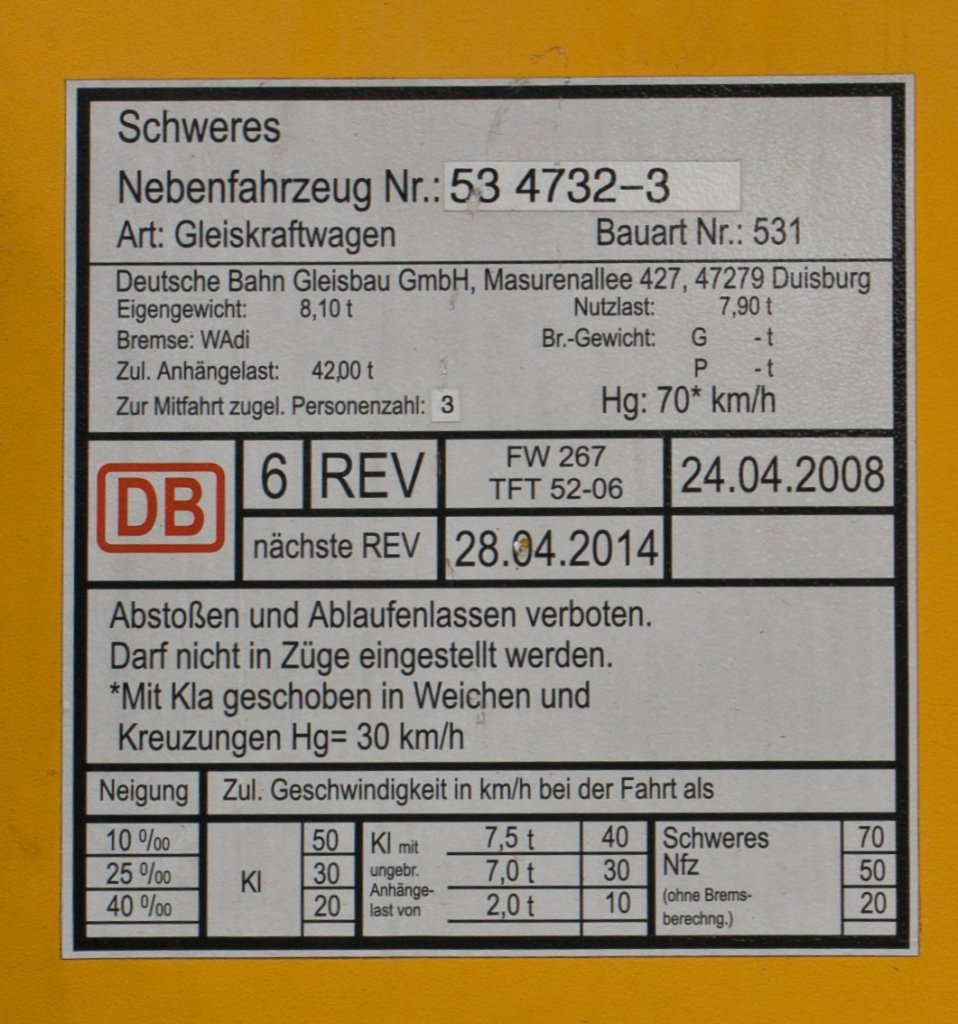 Schweres
Nebenfahrzeug Nr.: 53 4732-3
Art: Gleiskraftwagen Bauart Nr.: 531
Deutsche Bahn Gleisbau GmbH, Masurenallee 427, 47279 Duisburg
Eigengewicht: 8,10 t Nutzlast: 7,90 t
Bremse: WAdi Br.-Gewicht: G - t
Zul. Anhängelast: 42,00 t P - t
Zur Mitfahrt zugel. Personenzahl: 3 Hg: 70* km/h
DB 6 REV FW 267 24.04.2008
TFT 52-06
nächste REV 28.04.2014
Abstoßen und Ablaufenlassen verboten.
Darf nicht in Züge eingestellt werden.
*Mit Kla geschoben in Weichen und
Kreuzungen Hg= 30 km/h
Neigung Zul. Geschwindigkeit in km/h bei der Fahrt als
10 ‰ 50 Kl mit 7,5 t 40 Schweres 70
25 ‰ Kl 30 ungebr. 7,0 t 30 Nfz 50
40 ‰ 20 Anhänge- 2,0 t 10 (ohne Brems- 20
last von berechng.)